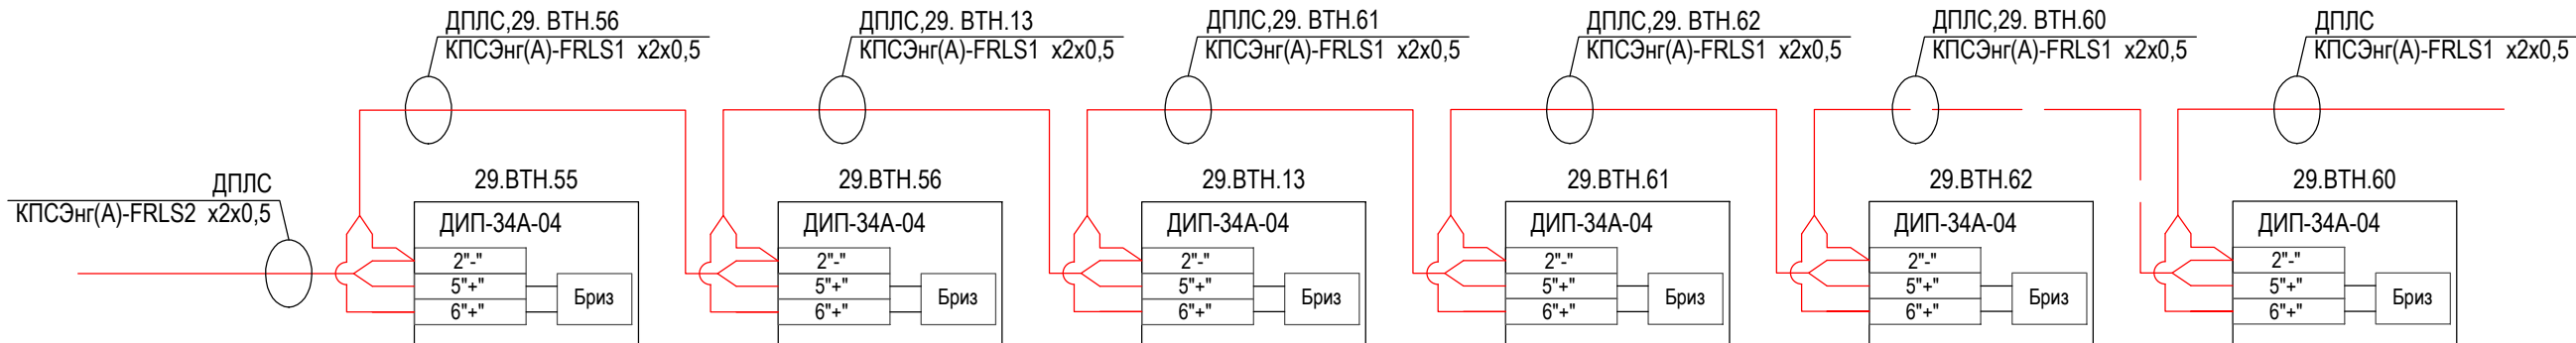 ДПЛС,29. ВТН.56
КПСЭнг(А)-FRLS1 x2x0,5
ДПЛС,29. ВТН.13
КПСЭнг(А)-FRLS1 x2x0,5
ДПЛС,29. ВТН.61
КПСЭнг(А)-FRLS1 x2x0,5
ДПЛС,29. ВТН.62
КПСЭнг(А)-FRLS1 x2x0,5
ДПЛС,29. ВТН.60
КПСЭнг(А)-FRLS1 x2x0,5
ДПЛС
КПСЭнг(А)-FRLS1 x2x0,5
ДПЛС
КПСЭнг(А)-FRLS2 x2x0,5
29.ВТН.55
ДИП-34А-04
2"-"
5"+"
6"+"
Бриз
29.ВТН.56
ДИП-34А-04
2"-"
5"+"
6"+"
Бриз
29.ВТН.13
ДИП-34А-04
2"-"
5"+"
6"+"
Бриз
29.ВТН.61
ДИП-34А-04
2"-"
5"+"
6"+"
Бриз
29.ВТН.62
ДИП-34А-04
2"-"
5"+"
6"+"
Бриз
29.ВТН.60
ДИП-34А-04
2"-"
5"+"
6"+"
Бриз